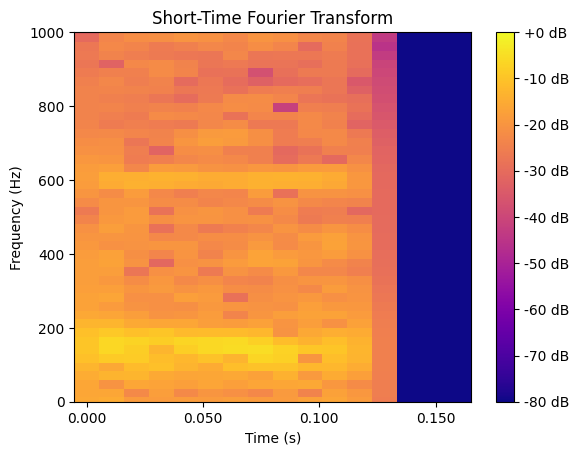 Short-Time Fourier Transform
1000
800
600
400
200
0
Frequency (Hz)
0.000
0.050
0.100
0.150
Time (s)
+0 dB
-10 dB
-20 dB
-30 dB
-40 dB
-50 dB
-60 dB
-70 dB
-80 dB